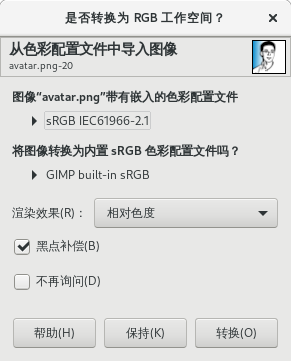 是否转换为 RGB 工作空间？
从色彩配置文件中导入图像
avatar.png-20
图像“avatar.png”带有嵌入的色彩配置文件
sRGB IEC61966-2.1
将图像转换为内置 sRGB 色彩配置文件吗？
GIMP built-in sRGB
渲染效果(R)： 相对色度
黑点补偿(B)
不再询问(D)
帮助(H) 保持(K) 转换(O)